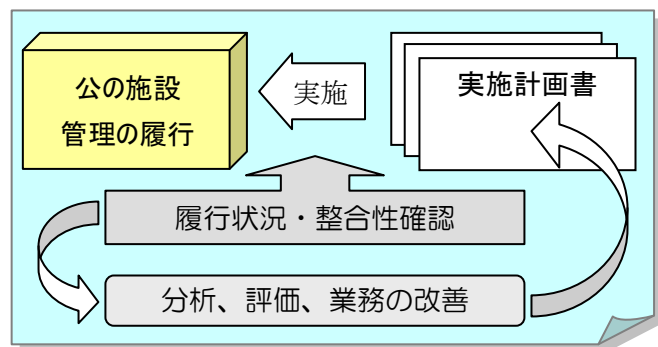 公の施設
管理の履行
実施
実施計画書
履行状況・整合性確認
分析、評価、業務の改善